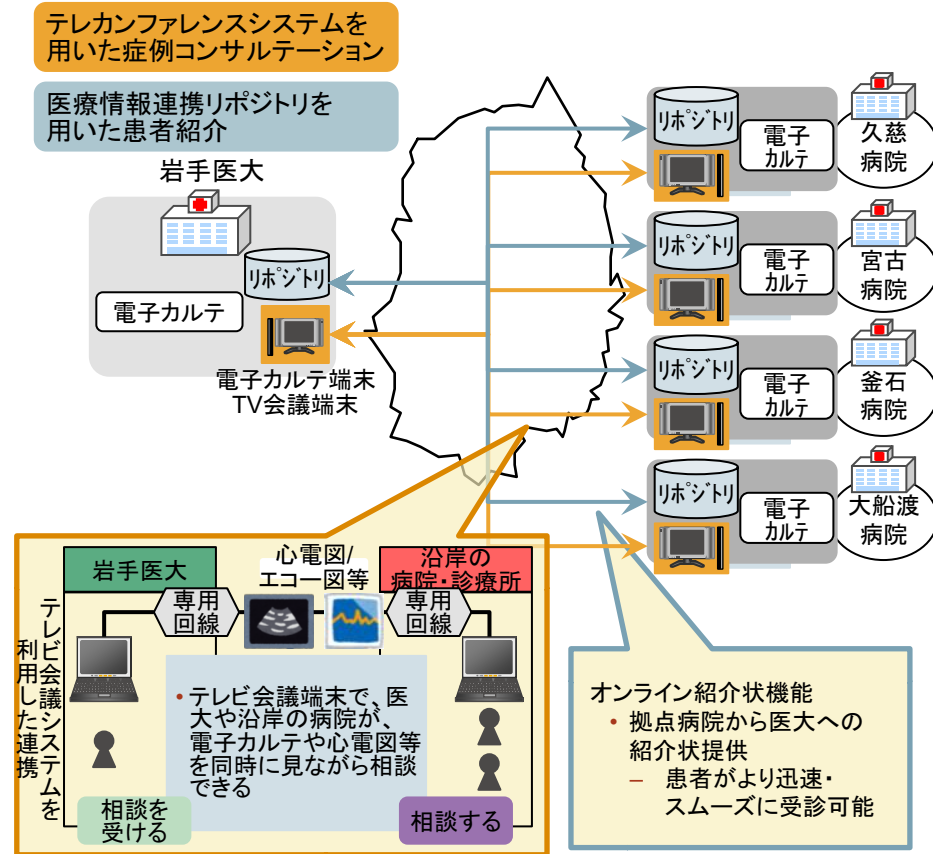 テレカンファレンスシステムを
用いた症例コンサルテーション
医療情報連携リポジトリを
用いた患者紹介
岩手医大
リポジトリ
電子カルテ
電子カルテ端末
TV会議端末
リポジトリ
電子
カルテ
久慈
病院
リポジトリ
電子
カルテ
宮古
病院
リポジトリ
電子
カルテ
釜石
病院
リポジトリ
電子
カルテ
大船渡
病院
テレビ会議システムを
利用した連携
岩手医大
心電図/
エコー図等
沿岸の
病院・診療所
専用
回線
専用
回線
• テレビ会議端末で、医
大や沿岸の病院が、
電子カルテや心電図等
を同時に見ながら相談
できる
相談を
受ける
相談する
オンライン紹介状機能
• 拠点病院から医大への
紹介状提供
– 患者がより迅速・
スムーズに受診可能